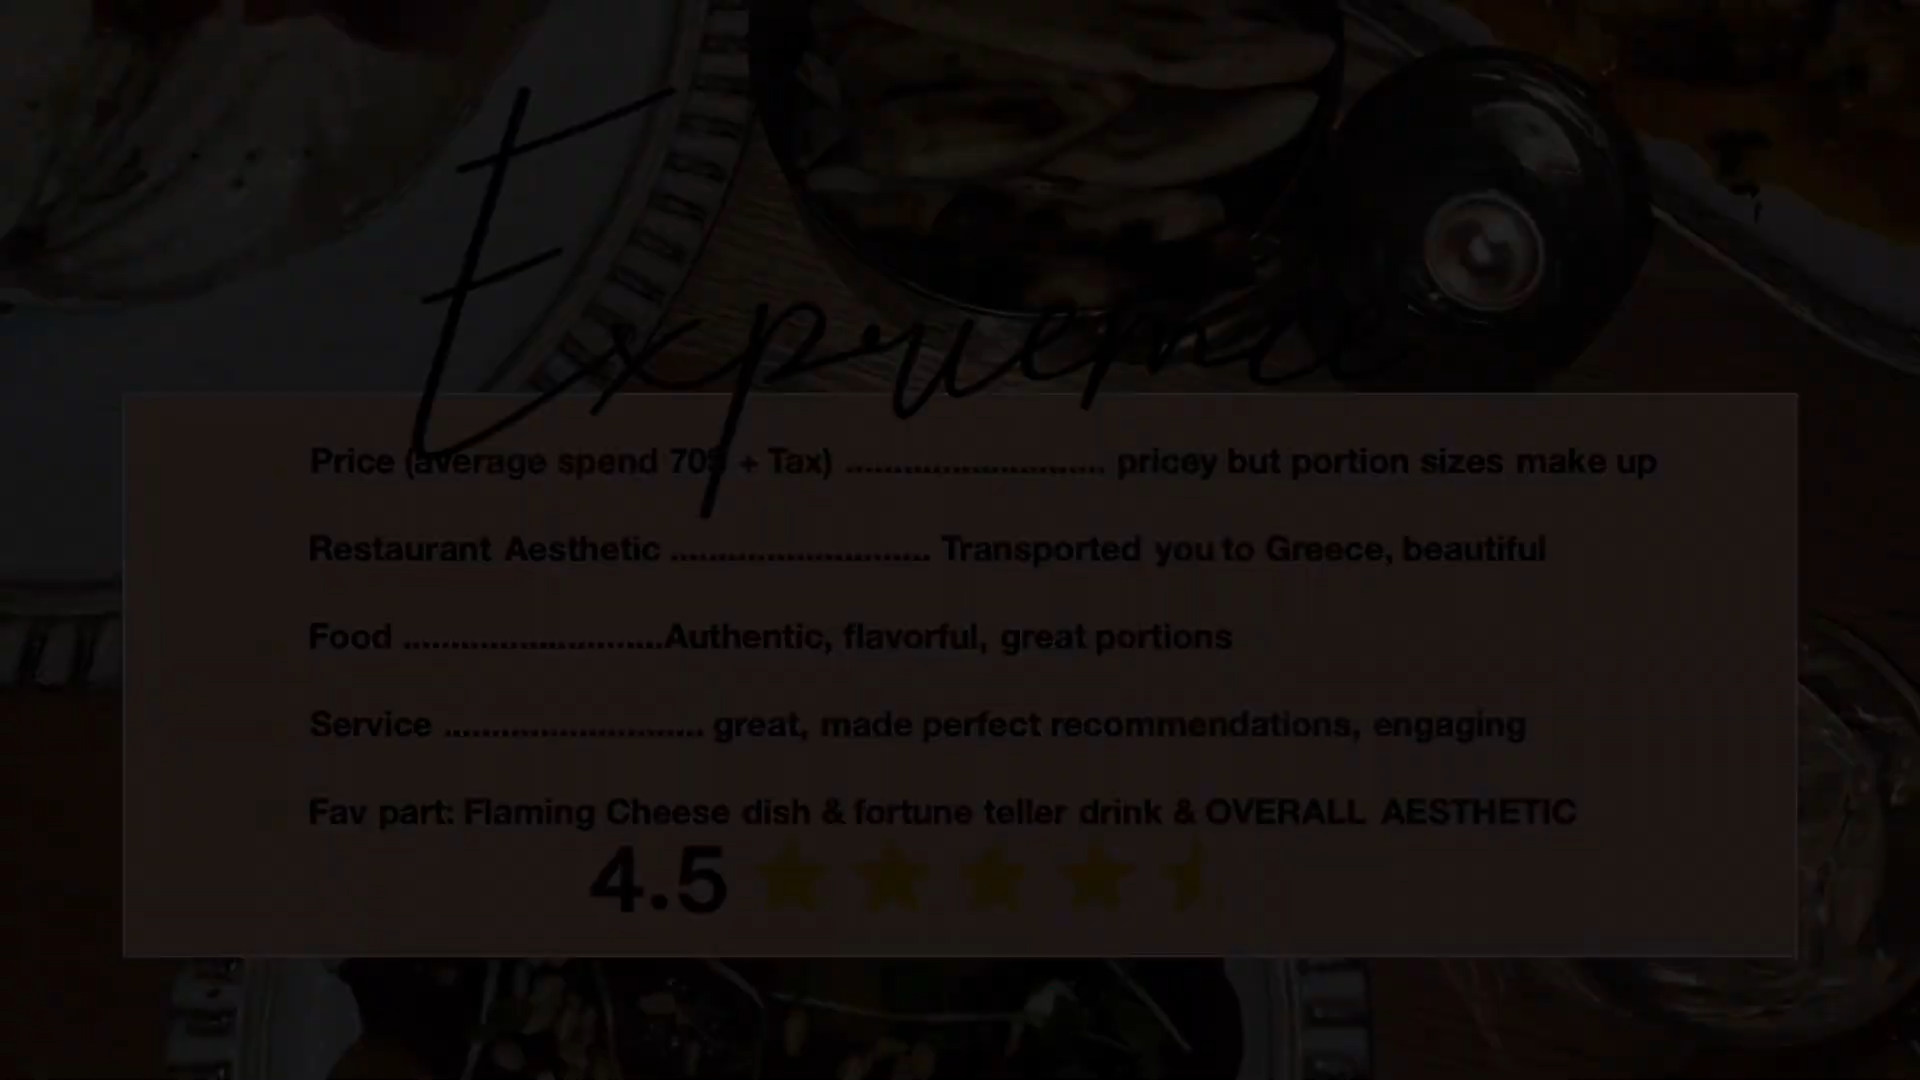 Exprience
Price (average spend 70$ + Tax) ........................... pricey but portion sizes make up
Restaurant Aesthetic ........................... Transported you to Greece, beautiful
Food ...........................Authentic, flavorful, great portions
Service ........................... great, made perfect recommendations, engaging
Fav part: Flaming Cheese dish & fortune teller drink & OVERALL AESTHETIC
4.5